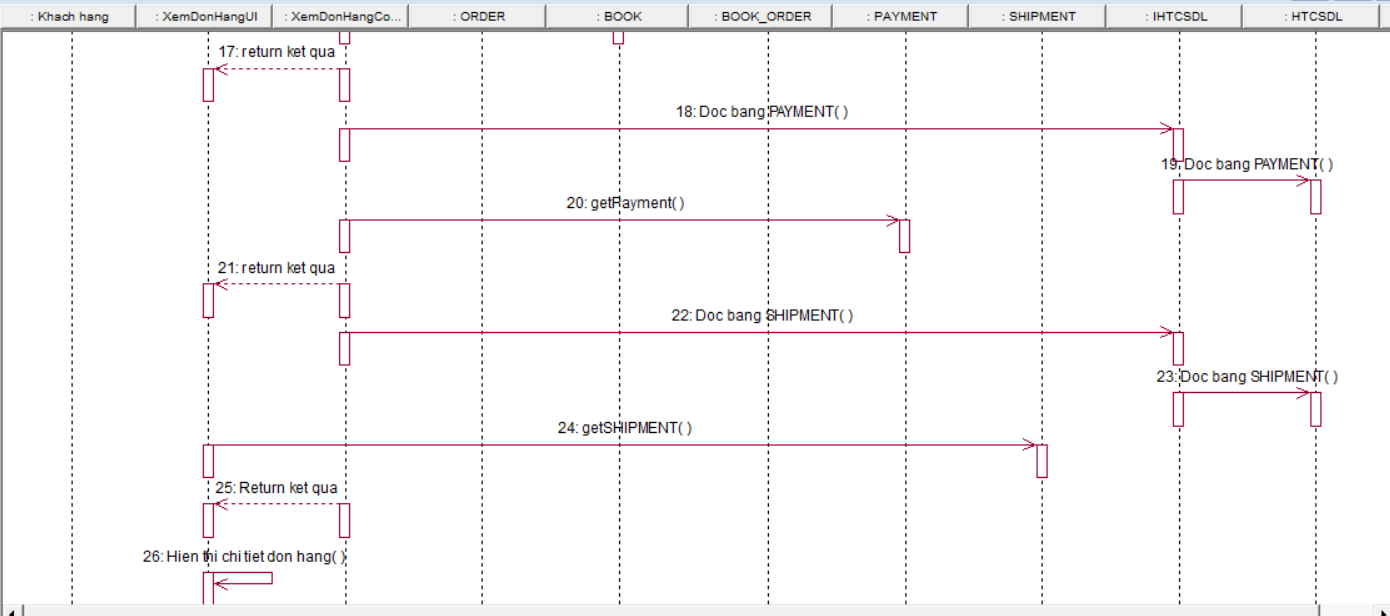 : Khach hang
: XemDonHangUI
: XemDonHangCo...
: ORDER
: BOOK
: BOOK_ORDER
: PAYMENT
: SHIPMENT
: IHTCSDL
: HTCSDL
17: return ket qua
18: Doc bang PAYMENT( )
19: Doc bang PAYMENT( )
20: getPayment( )
21: return ket qua
22: Doc bang SHIPMENT( )
23: Doc bang SHIPMENT( )
24: getSHIPMENT( )
25: Return ket qua
26: Hien thi chi tiet don hang( )